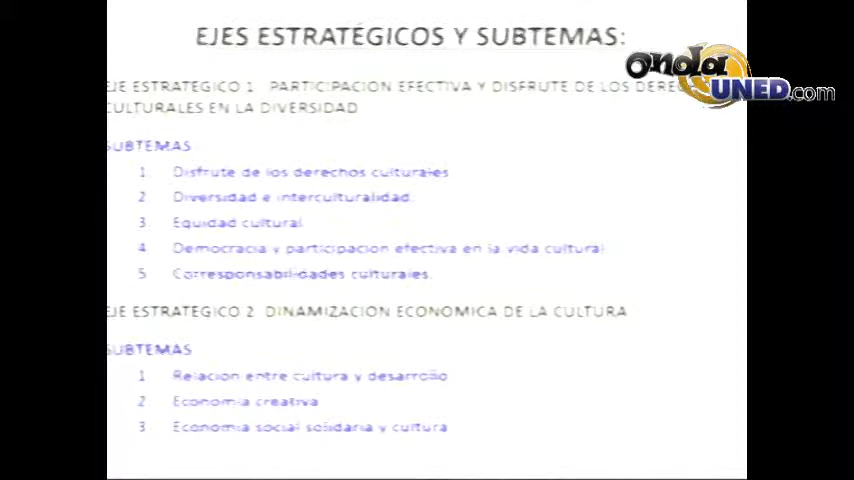 EJES ESTRATÉGICOS Y SUBTEMAS:
onda
UNED.com
EJE ESTRATEGICO 1 PARTICIPACION EFECTIVA Y DISFRUTE DE LOS DEREC
CULTURALES EN LA DIVERSIDAD
SUBTEMAS
1. Disfrute de los derechos culturales
2 Diversidad e interculturalidad.
3. Equidad cultural
4 Democracia y participacion efectiva en la vida cultural
5 Corresponsabilidades culturales.
EJE ESTRATEGICO 2 DINAMIZACION ECONOMICA DE LA CULTURA
SUBTEMAS
1 Relacion entre cultura y desarrollo
2. Economia creativa
3 Economia social solidaria y cultura